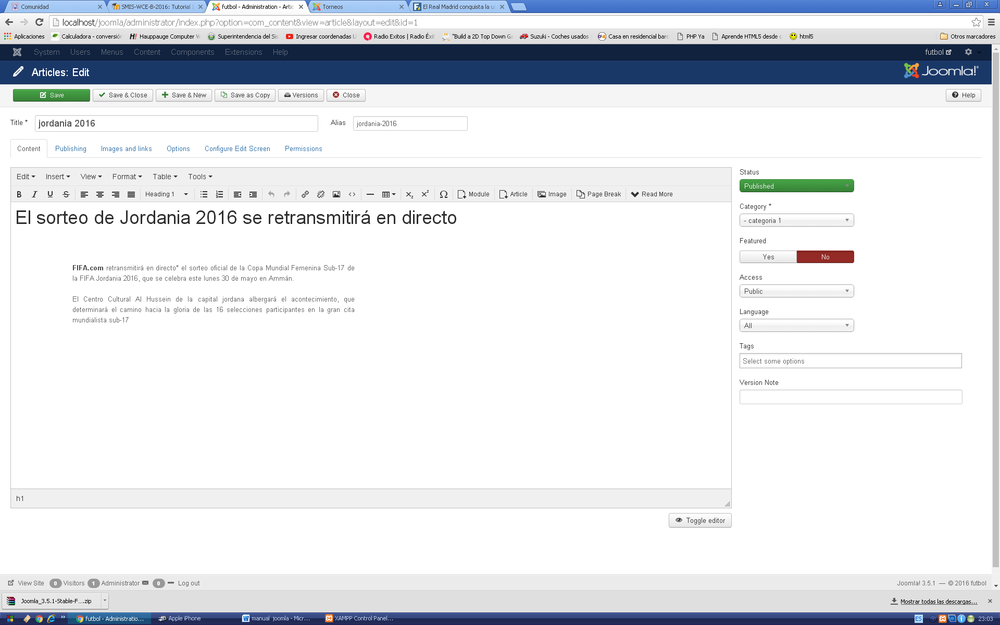 Comunidad
SMIS-WCE-B-2016: Tutorial
futbol - Administration - Artic
Torneos
El Real Madrid conquista la u
localhost/joomla/administrator/index.php?option=com_content&view=article&layout=edit&id=1
Aplicaciones
Calculadora - conversión
Hauppauge Computer W
Superintendencia del Sis
Ingresar coordenadas U
Radio Exitos | Radio Éxit
"Build a 2D Top Down Ga
Suzuki - Coches usados
Casa en residencial barc
PHP Ya
Aprende HTML5 desde c
html5
Otros marcadores
System Users Menus Content Components Extensions Help
futbol
Articles: Edit
Joomla!
Save
Save & Close
Save & New
Save as Copy
Versions
Close
Help
Title *
jordania 2016
Alias
jordania-2016
Content
Publishing
Images and links
Options
Configure Edit Screen
Permissions
Edit Insert View Format Table Tools
B I U S
Heading 1
Module
Article
Image
Page Break
Read More
El sorteo de Jordania 2016 se retransmitirá en directo
FIFA.com retransmitirá en directo* el sorteo oficial de la Copa Mundial Femenina Sub-17 de
la FIFA Jordania 2016, que se celebra este lunes 30 de mayo en Ammán.
El Centro Cultural Al Hussein de la capital jordana albergará el acontecimiento, que
determinará el camino hacia la gloria de las 16 selecciones participantes en la gran cita
mundialista sub-17
h1
Toggle editor
Status
Published
Category *
- categoria 1
Featured
Yes
No
Access
Public
Language
All
Tags
Select some options
Version Note
View Site
0 Visitors
1 Administrator
0
Log out
Joomla! 3.5.1 — © 2016 futbol
Joomla_3.5.1-Stable-F....zip
Mostrar todas las descargas...
futbol - Administratio...
Apple iPhone
manual joomla - Micr...
XAMPP Control Panel...
ES
23:03